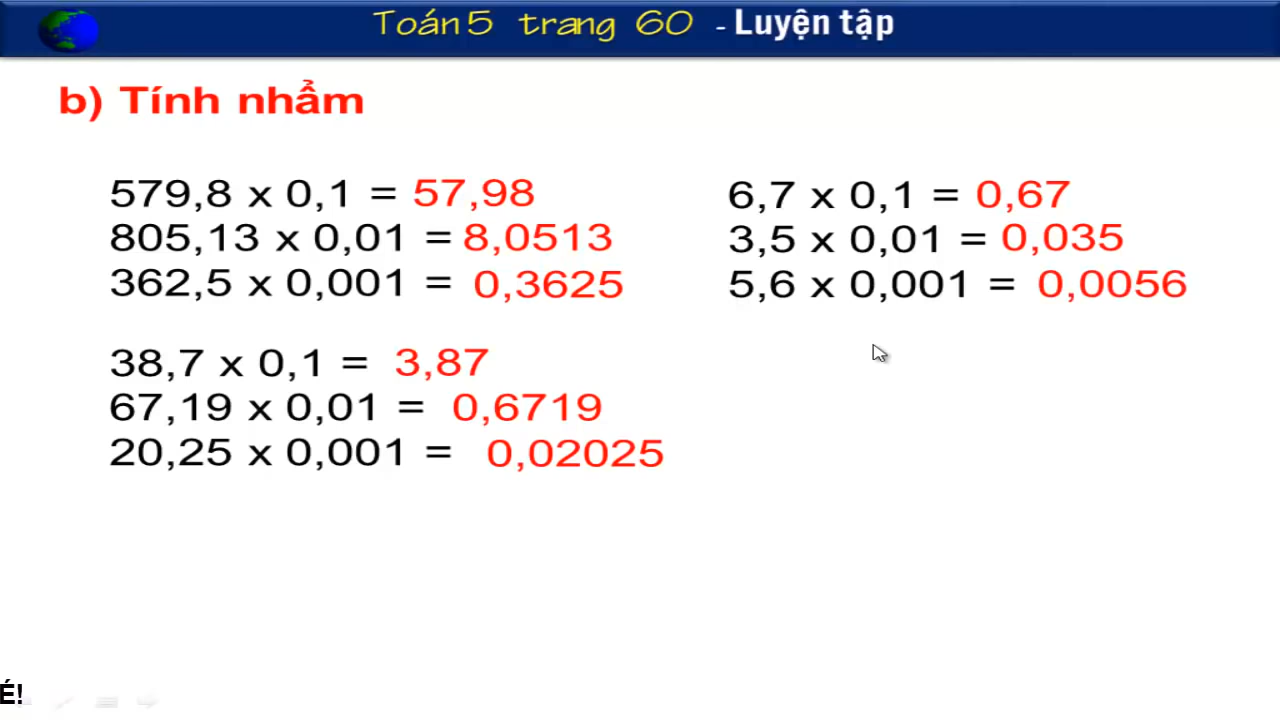 Toán 5 trang 60 - Luyện tập
b) Tính nhẩm
579,8 x 0,1 = 57,98
805,13 x 0,01 = 8,0513
362,5 x 0,001 = 0,3625
38,7 x 0,1 = 3,87
67,19 x 0,01 = 0,6719
20,25 x 0,001 = 0,02025
6,7 x 0,1 = 0,67
3,5 x 0,01 = 0,035
5,6 x 0,001 = 0,0056
É!